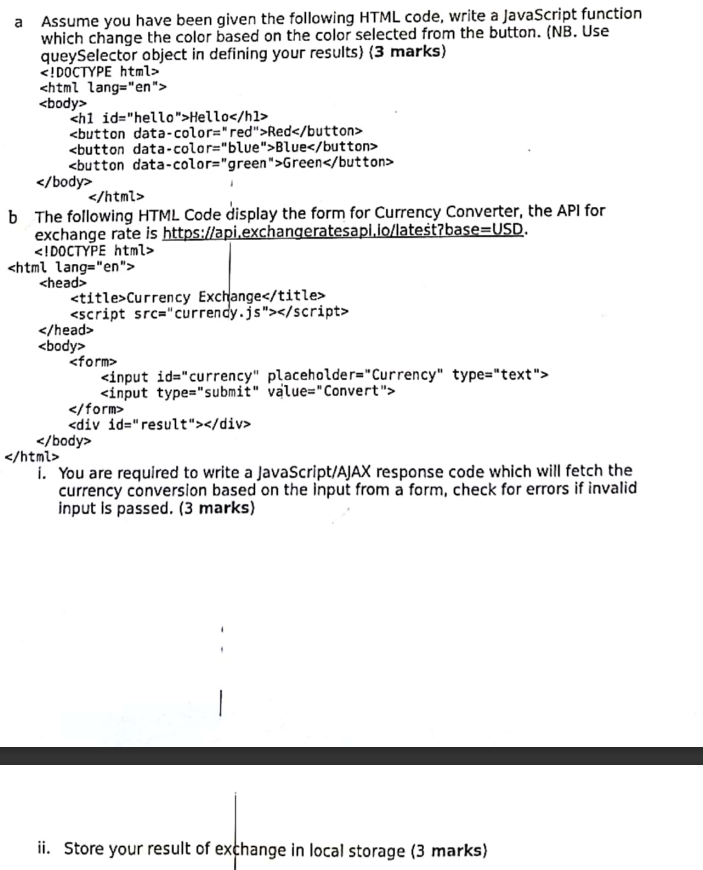 a Assume you have been given the following HTML code, write a JavaScript function
which change the color based on the color selected from the button. (NB. Use
queySelector object in defining your results) (3 marks)
<!DOCTYPE html>
<html lang="en">
<body>
<h1 id="hello">Hello</h1>
<button data-color="red">Red</button>
<button data-color="blue">Blue</button>
<button data-color="green">Green</button>
</body>
</html>
b The following HTML Code display the form for Currency Converter, the API for
exchange rate is https://api.exchangeratesapi.io/latest?base=USD.
<!DOCTYPE html>
<html lang="en">
<head>
<title>Currency Exchange</title>
<script src="currency.js"></script>
</head>
<body>
<form>
<input id="currency" placeholder="Currency" type="text">
<input type="submit" value="Convert">
</form>
<div id="result"></div>
</body>
</html>
i. You are required to write a JavaScript/AJAX response code which will fetch the
currency conversion based on the input from a form, check for errors if invalid
input is passed. (3 marks)
ii. Store your result of exchange in local storage (3 marks)